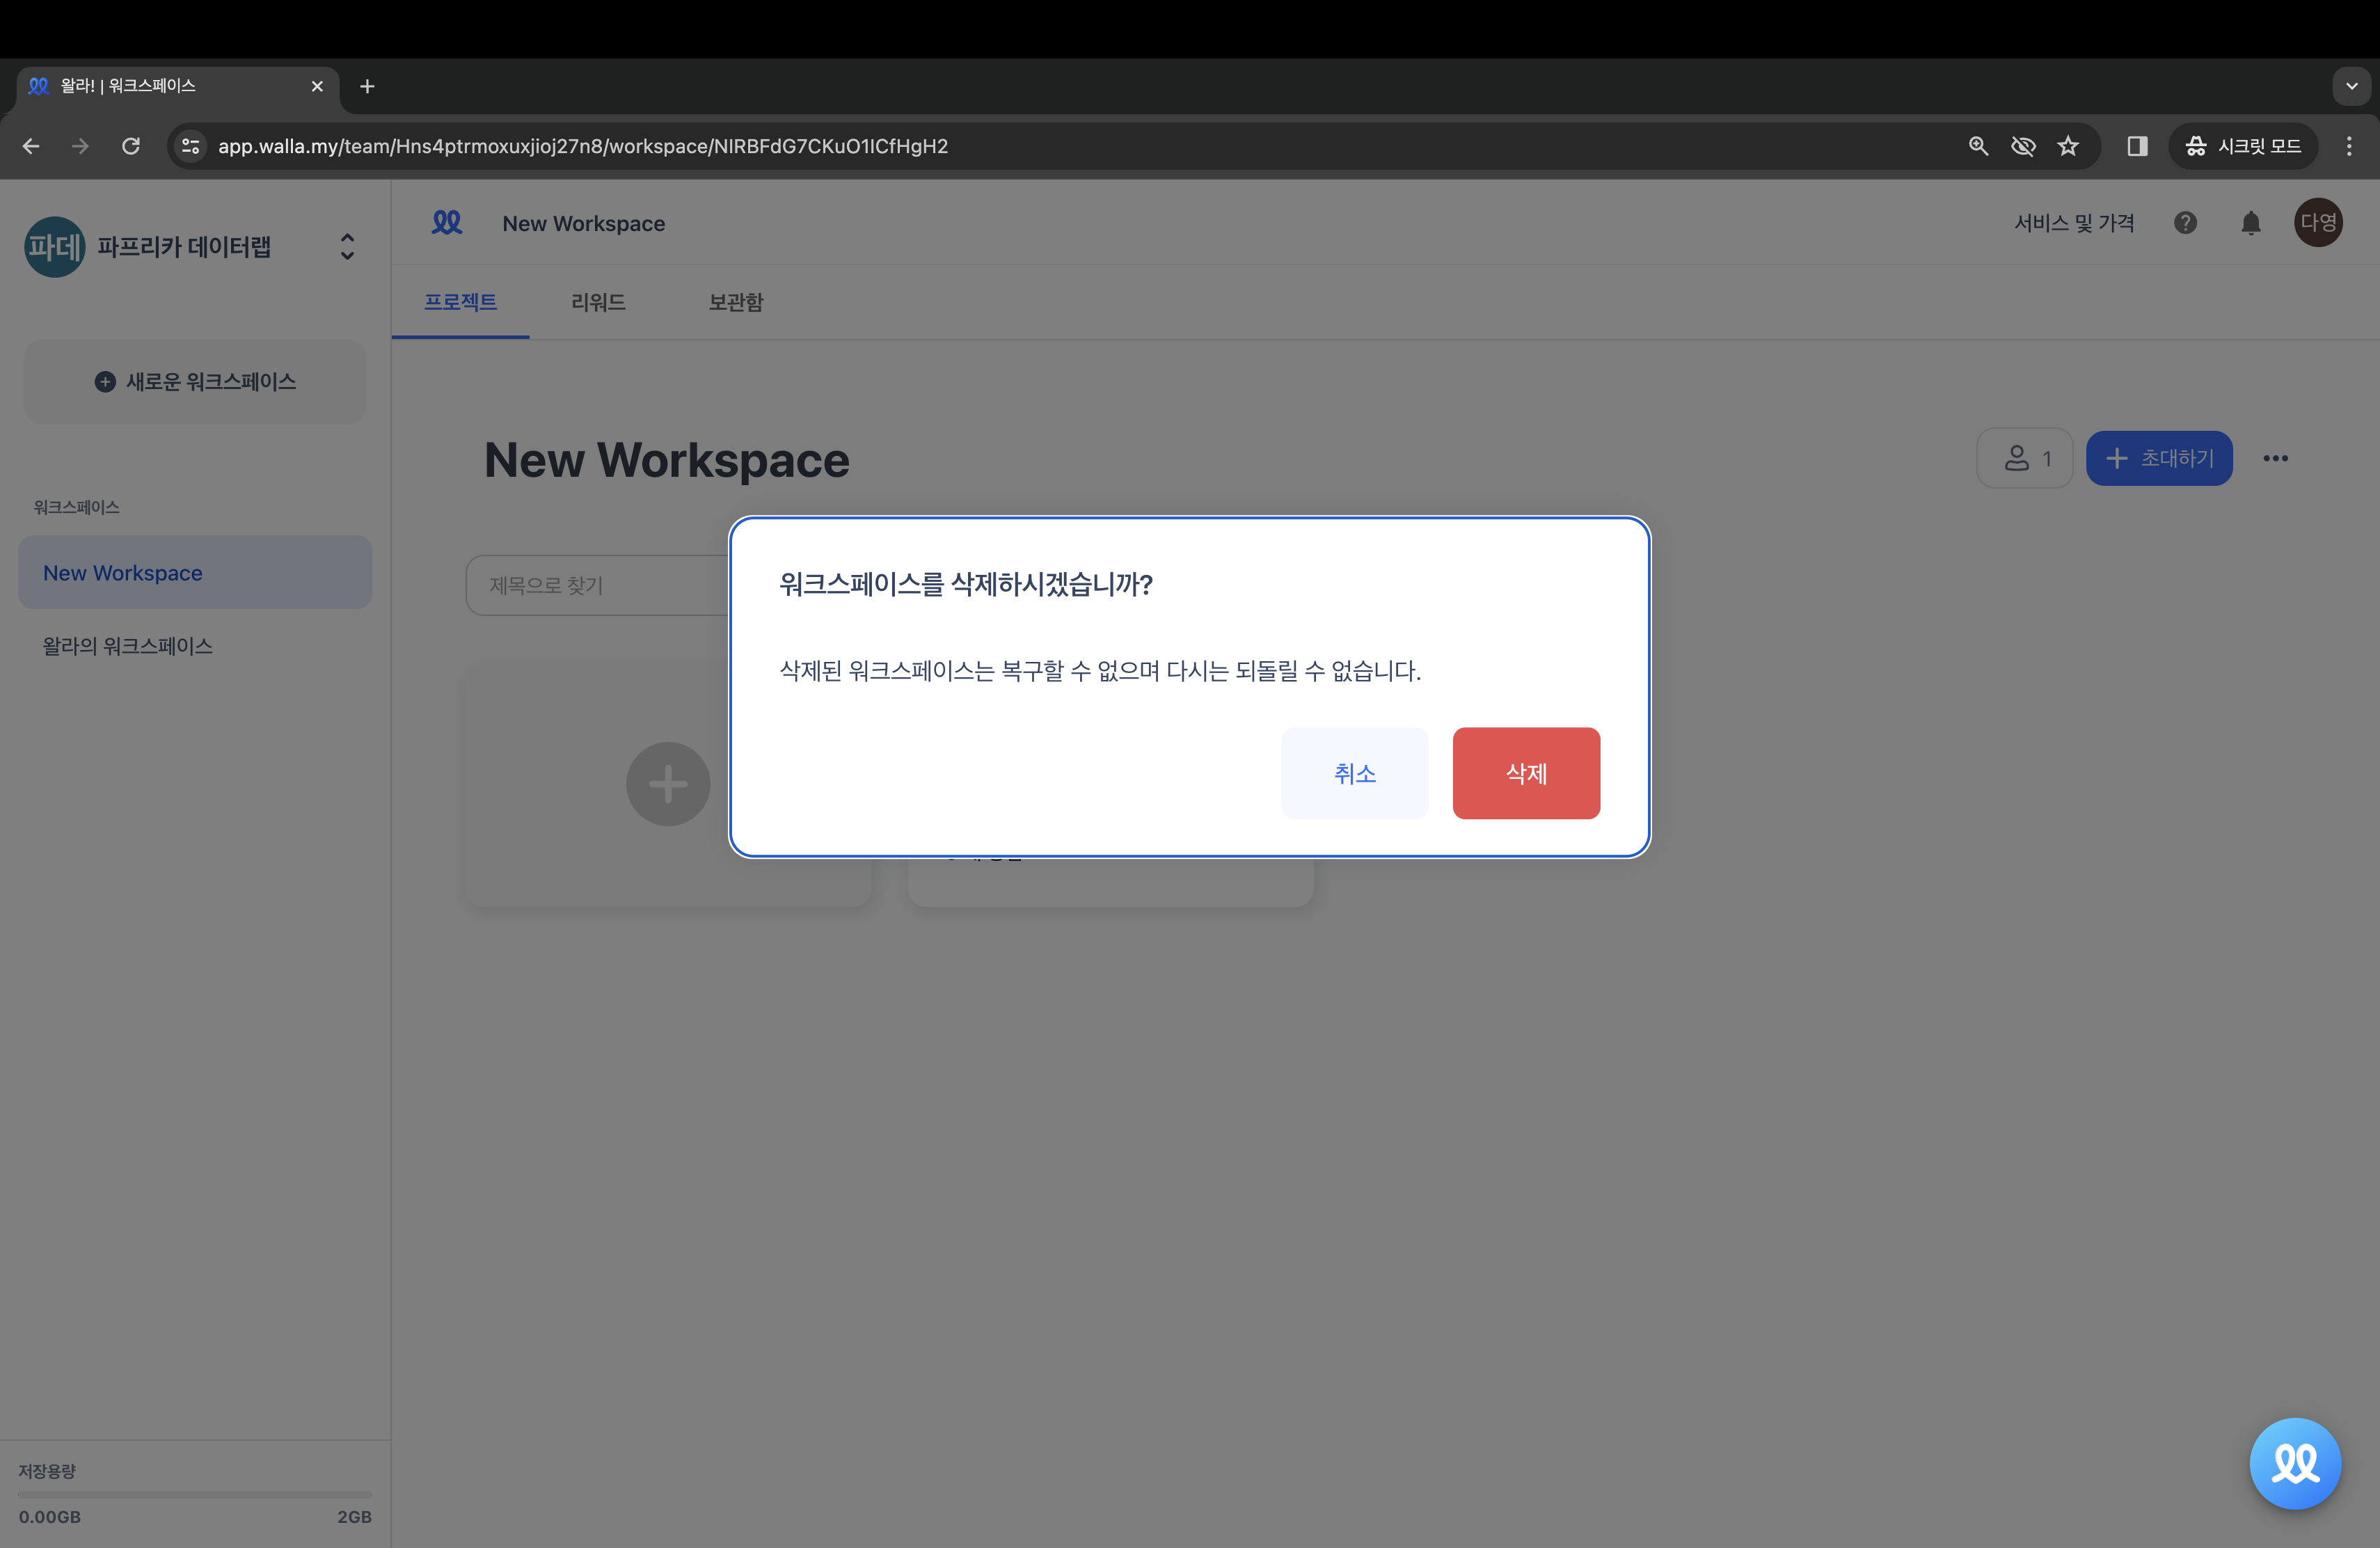 왈라! | 워크스페이스
app.walla.my/team/Hns4ptrmoxuxjioj27n8/workspace/NIRBFdG7CKuO1ICfHgH2
시크릿 모드
파데 파프리카 데이터랩
New Workspace
서비스 및 가격
다영
프로젝트
리워드
보관함
새로운 워크스페이스
New Workspace
1
초대하기
워크스페이스
New Workspace
왈라의 워크스페이스
제목으로 찾기
워크스페이스를 삭제하시겠습니까?
삭제된 워크스페이스는 복구할 수 없으며 다시는 되돌릴 수 없습니다.
취소
삭제
저장용량
0.00GB
2GB